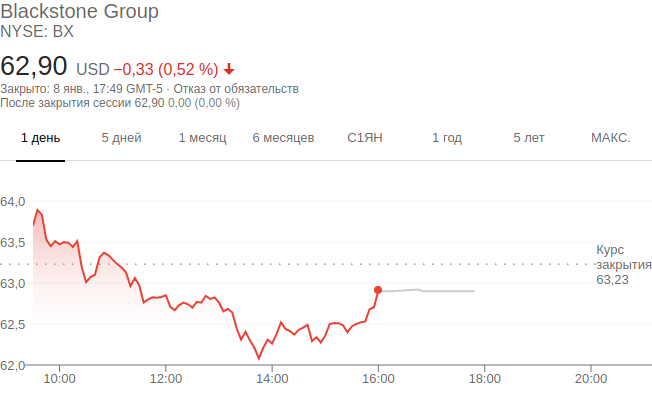 Blackstone Group
NYSE: BX
62,90 USD −0,33 (0,52 %)
Закрыто: 8 янв., 17:49 GMT-5 · Отказ от обязательств
После закрытия сессии 62,90 0,00 (0,00 %)
1 день 5 дней 1 месяц 6 месяцев С1ЯН 1 год 5 лет МАКС.
64,0
63,5
Курс
закрытия
63,23
63,0
62,5
62,0
10:00 12:00 14:00 16:00 18:00 20:00